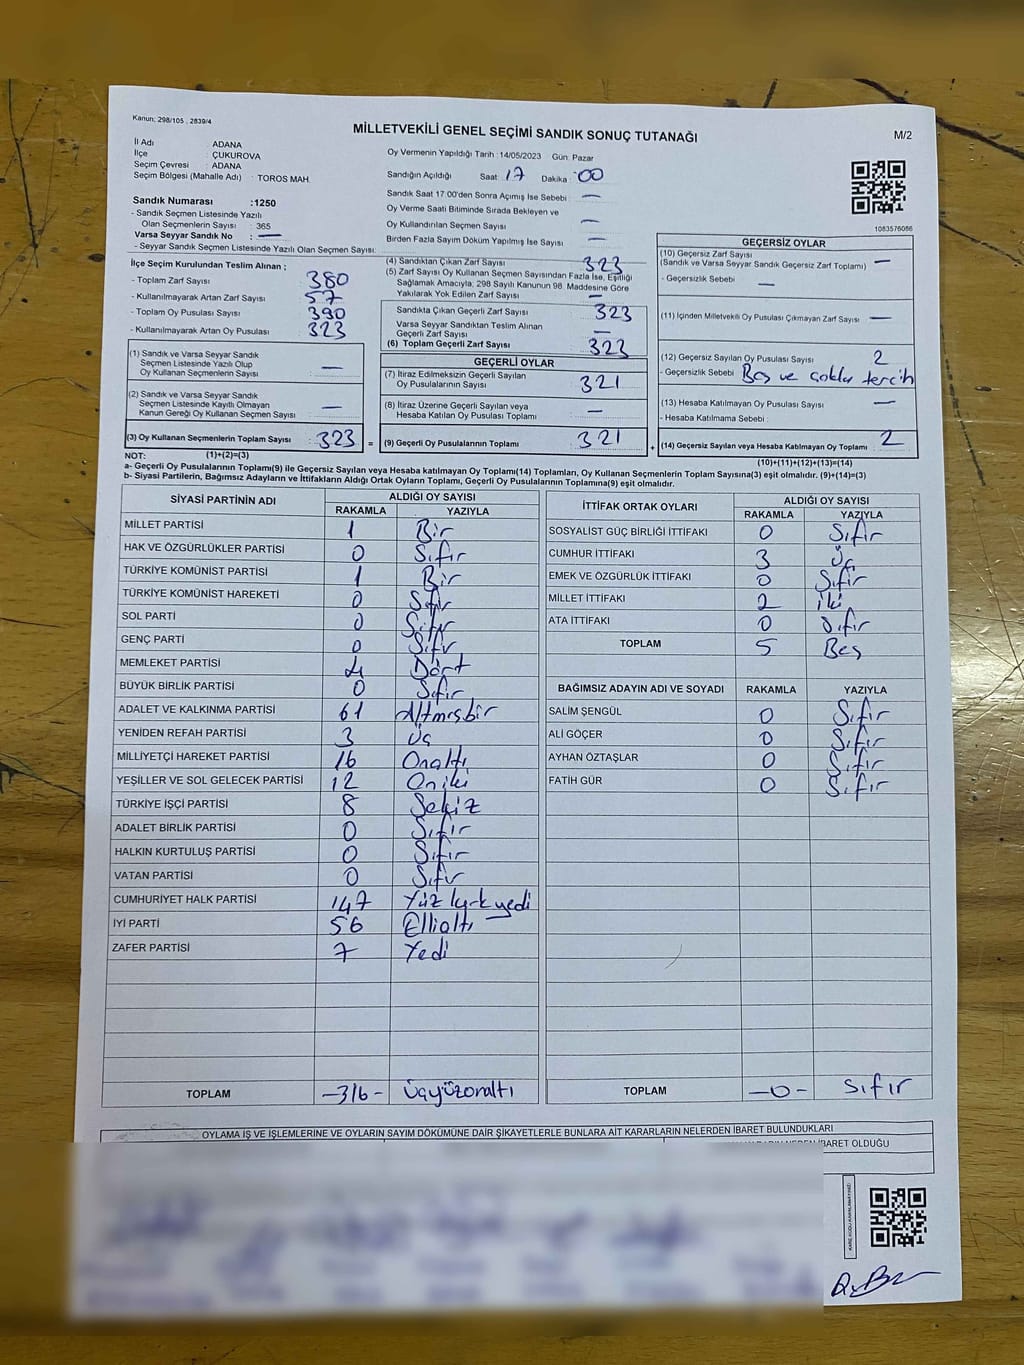 Kanun: 298/105 , 2839/4
MİLLETVEKİLİ GENEL SEÇİMİ SANDIK SONUÇ TUTANAĞI
M/2
İl Adı : ADANA
İlçe : ÇUKUROVA
Seçim Çevresi : ADANA
Seçim Bölgesi (Mahalle Adı) : TOROS MAH.
Sandık Numarası :1250
- Sandık Seçmen Listesinde Yazılı
Olan Seçmenlerin Sayısı : 365
Varsa Seyyar Sandık No : —
- Seyyar Sandık Seçmen Listesinde Yazılı Olan Seçmen Sayısı:
İlçe Seçim Kurulundan Teslim Alınan ;
- Toplam Zarf Sayısı : 380
- Kullanılmayarak Artan Zarf Sayısı : 57
- Toplam Oy Pusulası : 390
- Kullanılmayarak Artan Oy Pusulası : 323
(1) Sandık ve Varsa Seyyar Sandık
Seçmen Listesinde Yazılı Olup
Oy Kullanan Seçmenlerin Sayısı : —
(2) Sandık ve Varsa Seyyar Sandık
Seçmen Listesinde Kayıtlı Olmayan
Kanun Gereği Oy Kullanan Seçmen Sayısı : —
(3) Oy Kullanan Seçmenlerin Toplam Sayısı : 323 =
Oy Vermenin Yapıldığı Tarih :14/05/2023 Gün: Pazar
Sandığın Açıldığı Saat : 17 Dakika : 00
Sandık Saat 17.00'den Sonra Açımış İse Sebebi : —
Oy Verme Saati Bitiminde Sırada Bekleyen ve
Oy Kullandırılan Seçmen Sayısı : —
Birden Fazla Sayım Döküm Yapılmış İse Sayısı : —
(4) Sandıktan Çıkan Zarf Sayısı : 323
(5) Zarf Sayısı Oy Kullanan Seçmen Sayısından Fazla İse, Eşitliği
Sağlamak Amacıyla; 298 Sayılı Kanunun 98. Maddesine Göre
Yakılarak Yok Edilen Zarf Sayısı : —
Sandıkta Çıkan Geçerli Zarf Sayısı : 323
Varsa Seyyar Sandıktan Teslim Alınan
Geçerli Zarf Sayısı : —
(6) Toplam Geçerli Zarf Sayısı : 323
GEÇERLİ OYLAR
(7) İtiraz Edilmeksizin Geçerli Sayılan
Oy Pusulalarının Sayısı : 321
(8) İtiraz Üzerine Geçerli Sayılan veya
Hesaba Katılan Oy Pusulası Toplamı : —
(9) Geçerli Oy Pusulalarının Toplamı : 321 +
1083576086
GEÇERSİZ OYLAR
(10) Geçersiz Zarf Sayısı
(Sandık ve Varsa Seyyar Sandık Geçersiz Zarf Toplamı) : —
- Geçersizlik Sebebi : —
(11) İçinden Milletvekili Oy Pusulası Çıkmayan Zarf Sayısı : —
(12) Geçersiz Sayılan Oy Pusulası Sayısı : 2
- Geçersizlik Sebebi : Boş ve çoklu tercih
(13) Hesaba Katılmayan Oy Pusulası Sayısı : —
- Hesaba Katılmama Sebebi :
(14) Geçersiz Sayılan veya Hesaba Katılmayan Oy Toplamı : 2
NOT: (1)+(2)=(3) (10)+(11)+(12)+(13)=(14)
a- Geçerli Oy Pusulalarının Toplamı(9) ile Geçersiz Sayılan veya Hesaba katılmayan Oy Toplamı(14) Toplamları, Oy Kullanan Seçmenlerin Toplam Sayısına(3) eşit olmalıdır. (9)+(14)=(3)
b- Siyasi Partilerin, Bağımsız Adayların ve İttifakların Aldığı Ortak Oyların Toplamı, Geçerli Oy Pusulalarının Toplamına(9) eşit olmalıdır.
SİYASİ PARTİNİN ADI ALDIĞI OY SAYISI
RAKAMLA YAZIYLA
MİLLET PARTİSİ 1 Bir
HAK VE ÖZGÜRLÜKLER PARTİSİ 0 Sıfır
TÜRKİYE KOMÜNİST PARTİSİ 1 Bir
TÜRKİYE KOMÜNİST HAREKETİ 0 Sıfır
SOL PARTİ 0 Sıfır
GENÇ PARTİ 0 Sıfır
MEMLEKET PARTİSİ 4 Dört
BÜYÜK BİRLİK PARTİSİ 0 Sıfır
ADALET VE KALKINMA PARTİSİ 61 Altmışbir
YENİDEN REFAH PARTİSİ 3 Üç
MİLLİYETÇİ HAREKET PARTİSİ 16 Onaltı
YEŞİLLER VE SOL GELECEK PARTİSİ 12 Oniki
TÜRKİYE İŞÇİ PARTİSİ 8 Sekiz
ADALET BİRLİK PARTİSİ 0 Sıfır
HALKIN KURTULUŞ PARTİSİ 0 Sıfır
VATAN PARTİSİ 0 Sıfır
CUMHURİYET HALK PARTİSİ 147 Yüz kırk yedi
İYİ PARTİ 56 Ellialtı
ZAFER PARTİSİ 7 Yedi
TOPLAM -316- Üçyüzonaltı
İTTİFAK ORTAK OYLARI ALDIĞI OY SAYISI
RAKAMLA YAZIYLA
SOSYALİST GÜÇ BİRLİĞİ İTTİFAKI 0 Sıfır
CUMHUR İTTİFAKI 3 Üç
EMEK VE ÖZGÜRLÜK İTTİFAKI 0 Sıfır
MİLLET İTTİFAKI 2 iki
ATA İTTİFAKI 0 Sıfır
TOPLAM 5 Beş
BAĞIMSIZ ADAYIN ADI VE SOYADI RAKAMLA YAZIYLA
SALİM ŞENGÜL 0 Sıfır
ALİ GÖÇER 0 Sıfır
AYHAN ÖZTAŞLAR 0 Sıfır
FATİH GÜR 0 Sıfır
TOPLAM -0- Sıfır
OYLAMA İŞ VE İŞLEMLERİNE VE OYLARIN SAYIM DÖKÜMÜNE DAİR ŞİKAYETLERLE BUNLARA AİT KARARLARIN NELERDEN İBARET BULUNDUKLARI
İBARET OLDUĞU